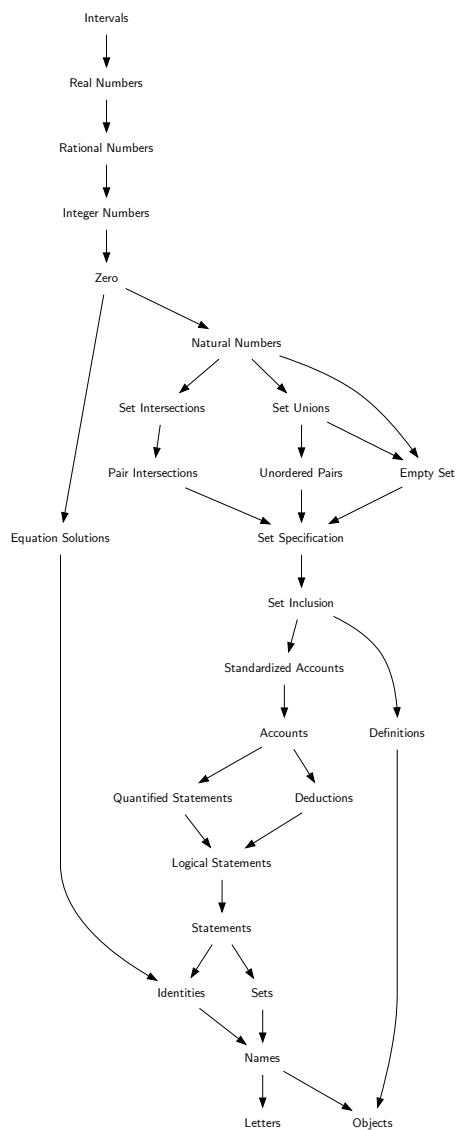 Intervals
Real Numbers
Rational Numbers
Integer Numbers
Zero
Natural Numbers
Set Intersections
Set Unions
Pair Intersections
Unordered Pairs
Empty Set
Equation Solutions
Set Specification
Set Inclusion
Standardized Accounts
Accounts
Definitions
Quantified Statements
Deductions
Logical Statements
Statements
Identities
Sets
Names
Letters
Objects